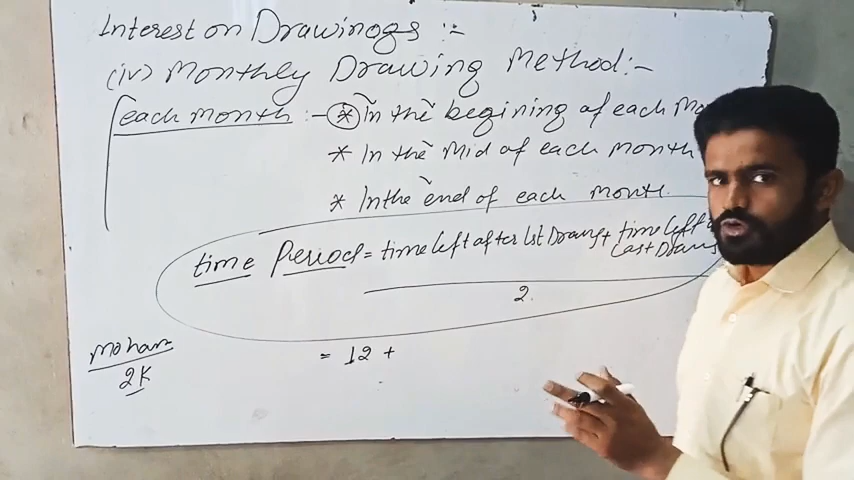 Interest on Drawings :-
(iv) Monthly Drawing Method:-
each month :- * In the begining of each Mo
* In the Mid of each month
* In the end of each month.
time Period = time left after 1st Draws + time left
Last Draws
2.
Mohan = 12 +
2K